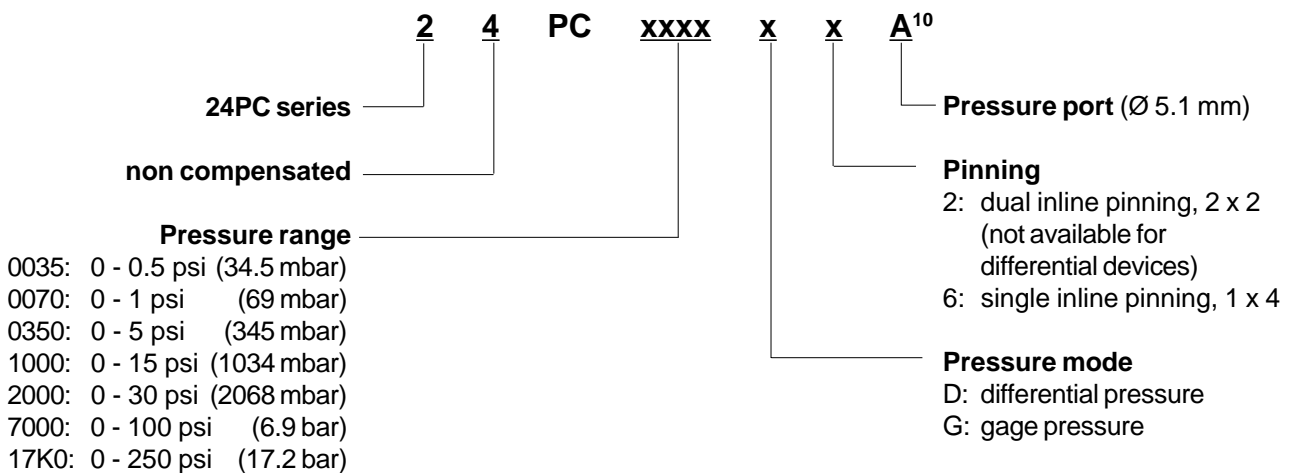 2 4 PC xxxx x x A10
24PC series
non compensated
Pressure range
0035: 0 - 0.5 psi (34.5 mbar)
0070: 0 - 1 psi (69 mbar)
0350: 0 - 5 psi (345 mbar)
1000: 0 - 15 psi (1034 mbar)
2000: 0 - 30 psi (2068 mbar)
7000: 0 - 100 psi (6.9 bar)
17K0: 0 - 250 psi (17.2 bar)
Pressure port (Ø 5.1 mm)
Pinning
2: dual inline pinning, 2 x 2
(not available for
differential devices)
6: single inline pinning, 1 x 4
Pressure mode
D: differential pressure
G: gage pressure